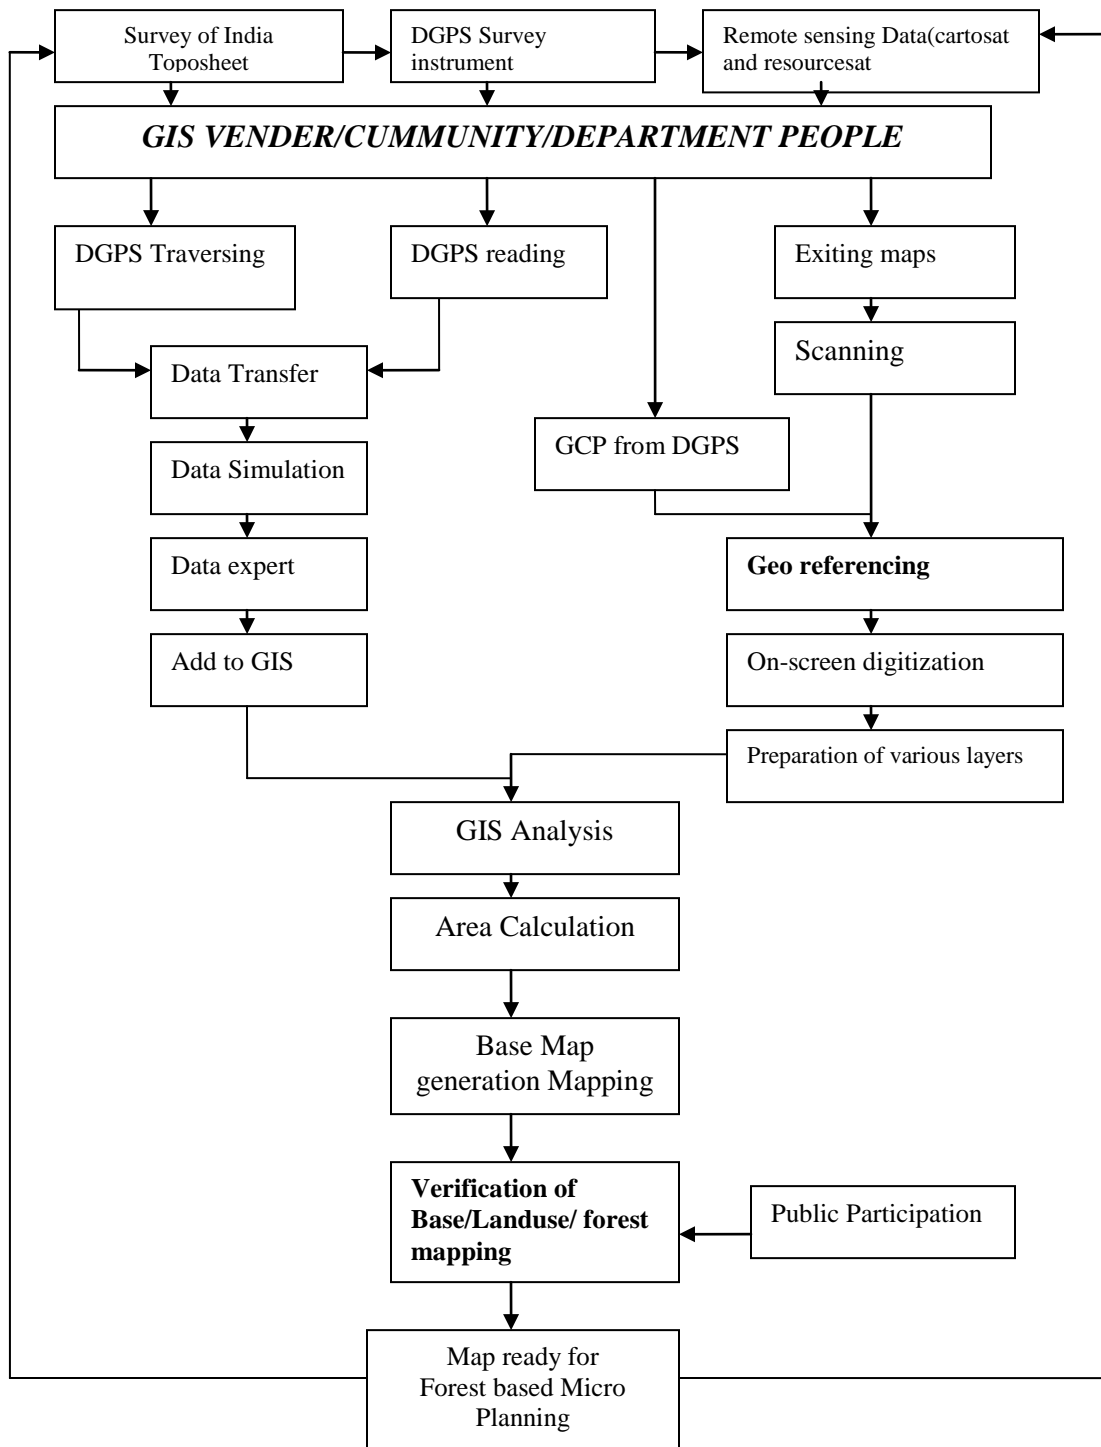 Survey of India
Toposheet
DGPS Survey
instrument
Remote sensing Data(cartosat
and resourcesat
GIS VENDER/CUMMUNITY/DEPARTMENT PEOPLE
DGPS Traversing
DGPS reading
Exiting maps
Scanning
Data Transfer
GCP from DGPS
Data Simulation
Geo referencing
Data expert
On-screen digitization
Add to GIS
Preparation of various layers
GIS Analysis
Area Calculation
Base Map
generation Mapping
Verification of
Base/Landuse/ forest
mapping
Public Participation
Map ready for
Forest based Micro
Planning